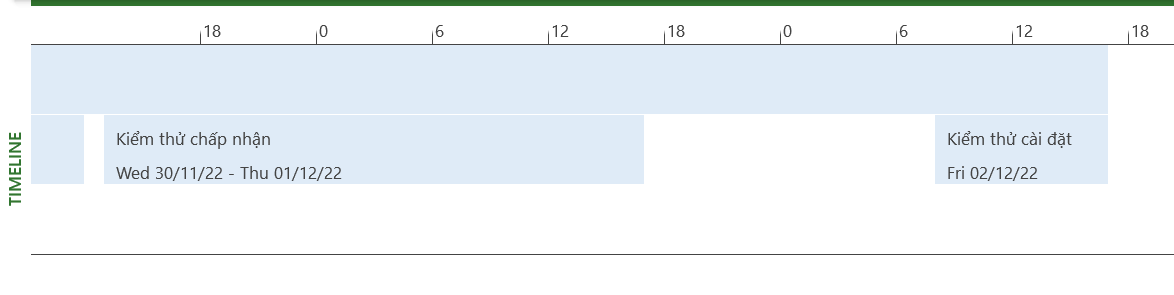 18 0 6 12 18 0 6 12 18
TIMELINE
Kiểm thử chấp nhận
Wed 30/11/22 - Thu 01/12/22
Kiểm thử cài đặt
Fri 02/12/22